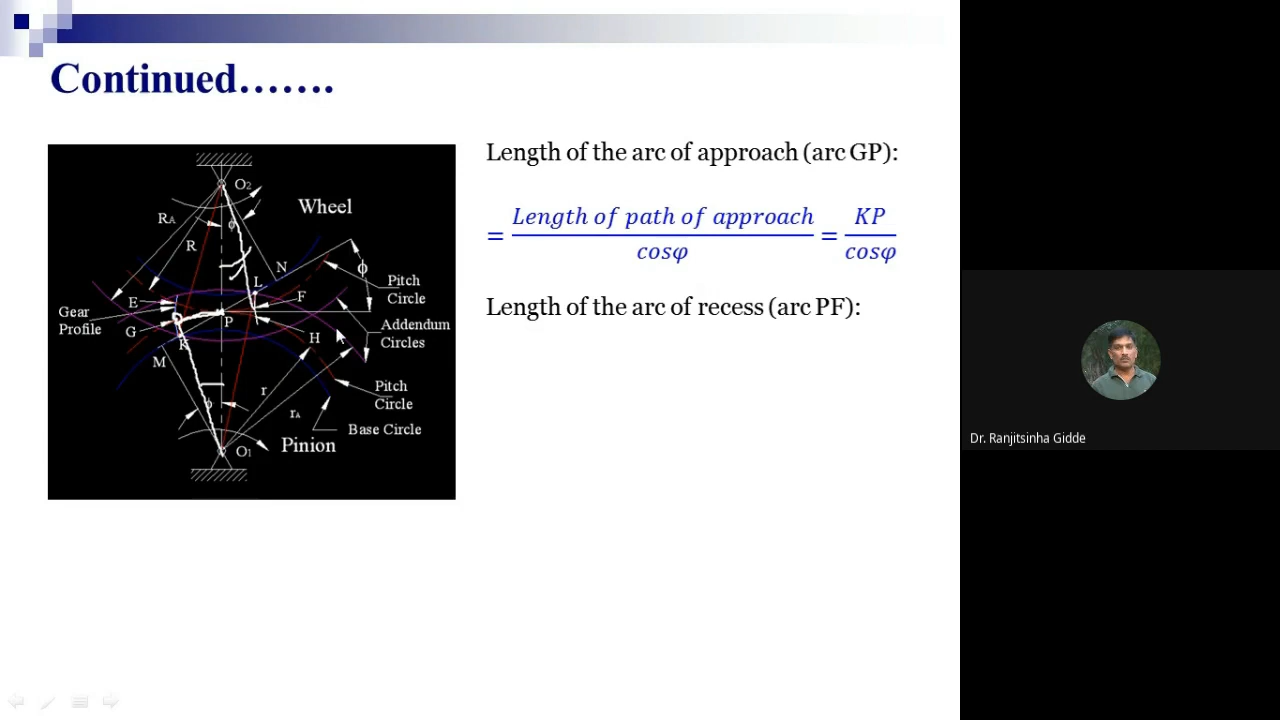 Continued…….
Length of the arc of approach (arc GP):
= Length of path of approach / cosφ = KP / cosφ
Length of the arc of recess (arc PF):
O2
Wheel
RA
R
ϕ
N
L
ϕ
Pitch
Circle
E
F
Gear
Profile
G
P
Addendum
Circles
H
K
M
Pitch
Circle
r
ϕ
rA
Base Circle
O1
Pinion
Dr. Ranjitsinha Gidde